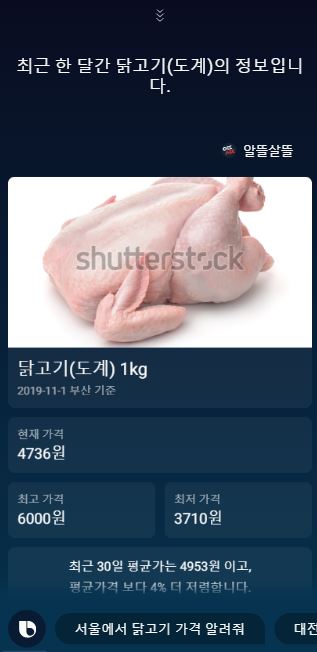 최근 한 달간 닭고기(도계)의 정보입니
다.
알뜰살뜰
shutterstock
닭고기(도계) 1kg
2019-11-1 부산 기준
현재 가격
4736원
최고 가격
6000원
최저 가격
3710원
최근 30일 평균가는 4953원 이고,
평균가격 보다 4% 더 저렴합니다.
서울에서 닭고기 가격 알려줘
대전